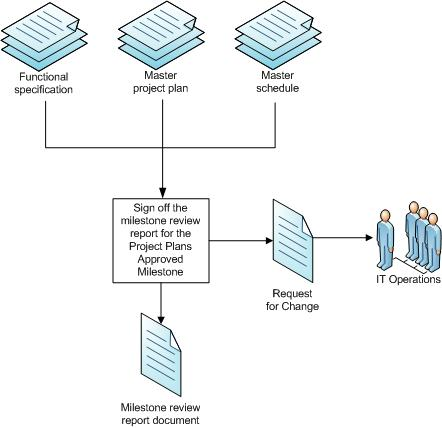 Functional
specification
Master
project plan
Master
schedule
Sign off the
milestone review
report for the
Project Plans
Approved
Milestone
Request
for Change
IT Operations
Milestone review
report document